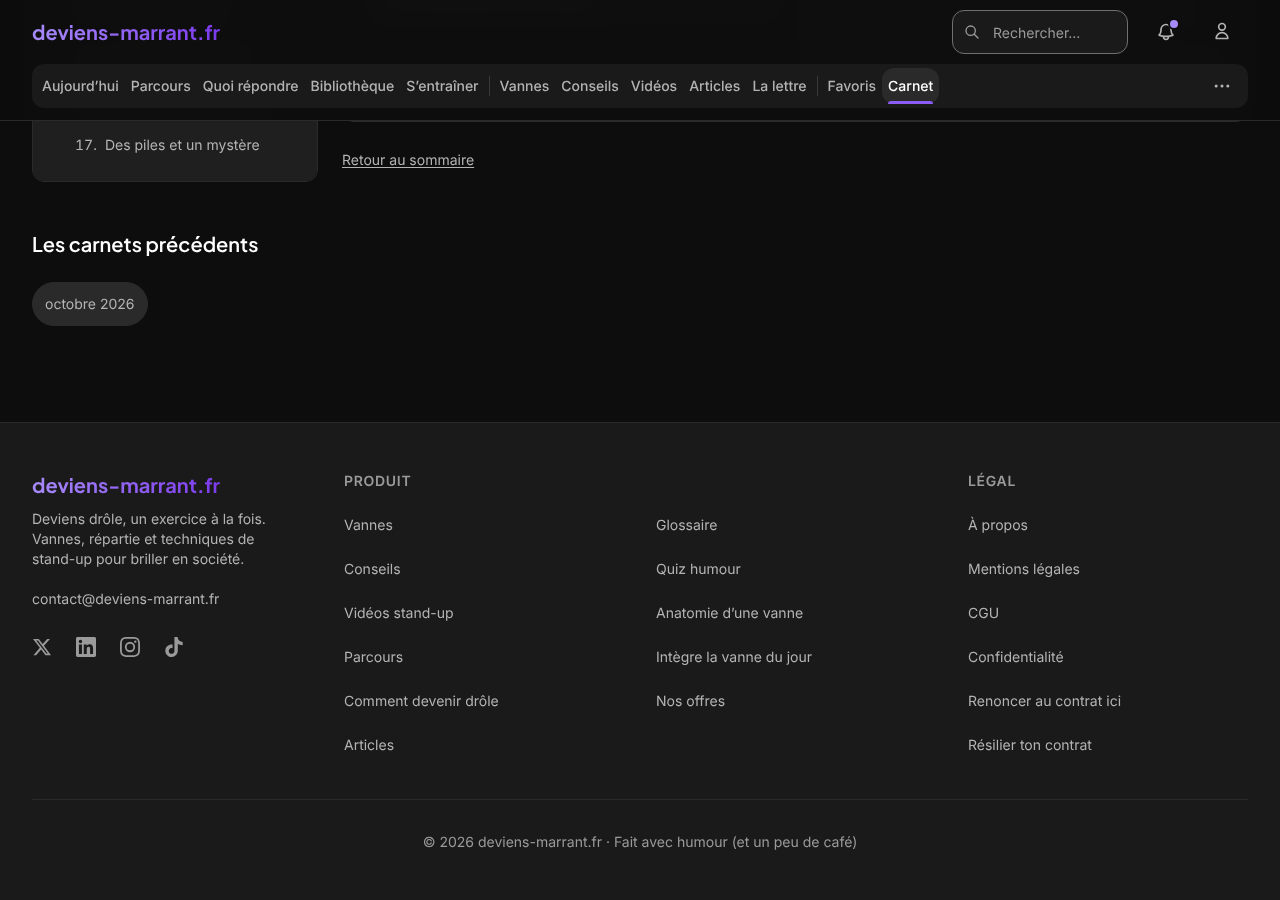 deviens-marrant.fr
Rechercher...
Aujourd’hui Parcours Quoi répondre Bibliothèque S’entraîner Vannes Conseils Vidéos Articles La lettre Favoris Carnet
17. Des piles et un mystère
Retour au sommaire
Les carnets précédents
octobre 2026
deviens-marrant.fr
Deviens drôle, un exercice à la fois.
Vannes, répartie et techniques de
stand-up pour briller en société.
contact@deviens-marrant.fr
PRODUIT
Vannes
Conseils
Vidéos stand-up
Parcours
Comment devenir drôle
Articles
Glossaire
Quiz humour
Anatomie d’une vanne
Intègre la vanne du jour
Nos offres
LÉGAL
À propos
Mentions légales
CGU
Confidentialité
Renoncer au contrat ici
Résilier ton contrat
© 2026 deviens-marrant.fr · Fait avec humour (et un peu de café)